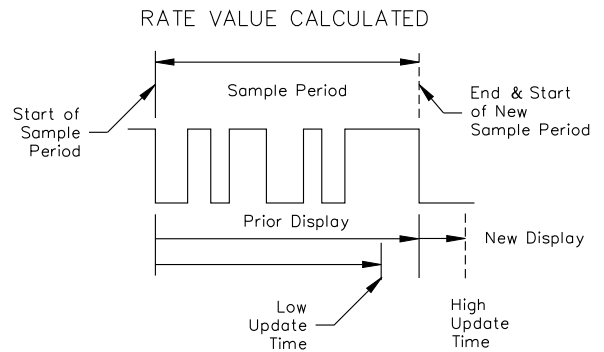 RATE VALUE CALCULATED
Sample Period
Start of
Sample
Period
End & Start
of New
Sample Period
Prior Display
New Display
Low
Update
Time
High
Update
Time